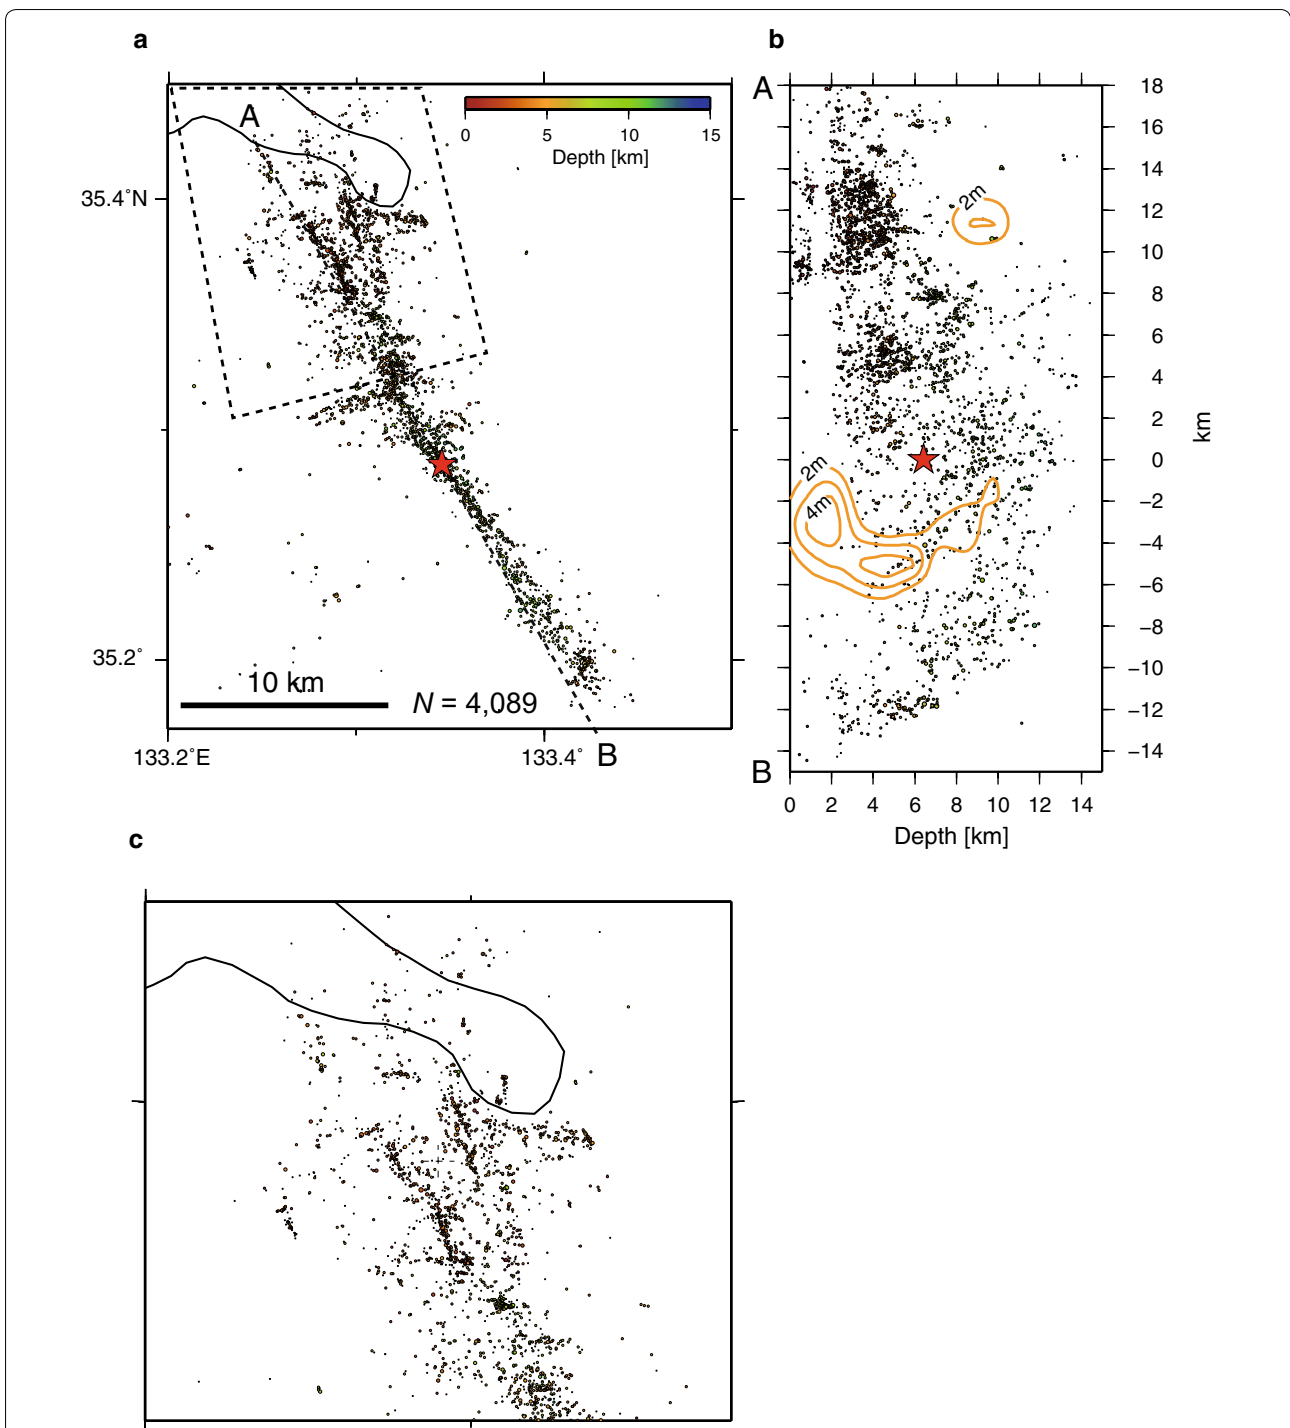 a
A
0 5 10 15
Depth [km]
35.4°N
35.2°
10 km
N = 4,089
133.2°E
133.4°
B
b
A
18
16
14
12
10
8
6
4
2
0
−2
−4
−6
−8
−10
−12
−14
km
2m
2m
4m
B
0 2 4 6 8 10 12 14
Depth [km]
c